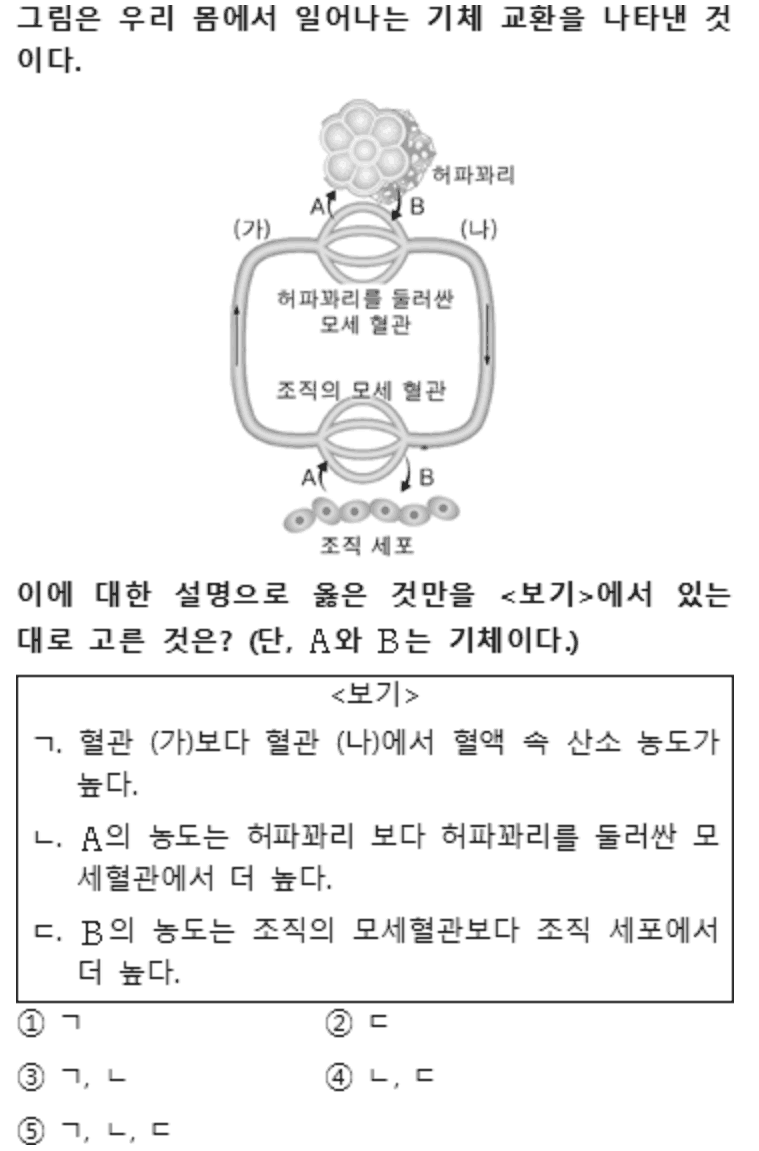 그림은 우리 몸에서 일어나는 기체 교환을 나타낸 것
이다.
허파꽈리
A
B
(가)
(나)
허파꽈리를 둘러싼
모세 혈관
조직의 모세 혈관
A
B
조직 세포
이에 대한 설명으로 옳은 것만을 <보기>에서 있는
대로 고른 것은? (단, A와 B는 기체이다.)
<보기>
ㄱ. 혈관 (가)보다 혈관 (나)에서 혈액 속 산소 농도가
높다.
ㄴ. A의 농도는 허파꽈리 보다 허파꽈리를 둘러싼 모
세혈관에서 더 높다.
ㄷ. B의 농도는 조직의 모세혈관보다 조직 세포에서
더 높다.
① ㄱ ② ㄷ
③ ㄱ, ㄴ ④ ㄴ, ㄷ
⑤ ㄱ, ㄴ, ㄷ